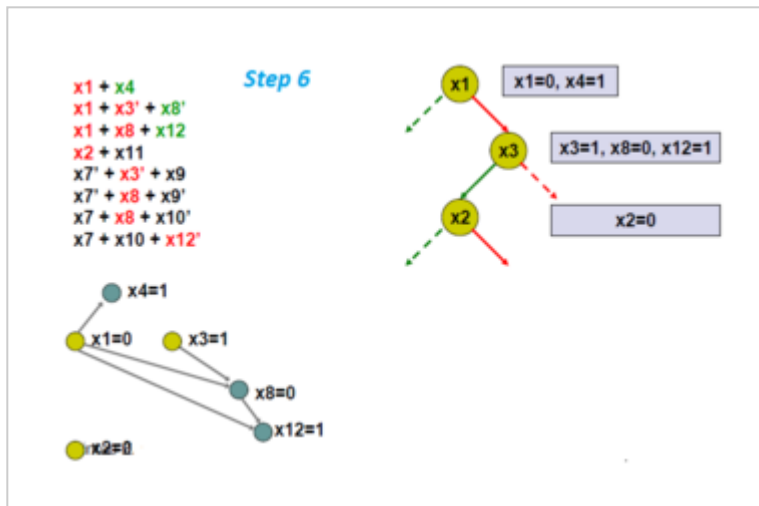 Step 6
x1 + x4
x1 + x3' + x8'
x1 + x8 + x12
x2 + x11
x7' + x3' + x9
x7' + x8 + x9'
x7 + x8 + x10'
x7 + x10 + x12'
x1
x1=0, x4=1
x3
x3=1, x8=0, x12=1
x2
x2=0
x4=1
x1=0
x3=1
x8=0
x12=1